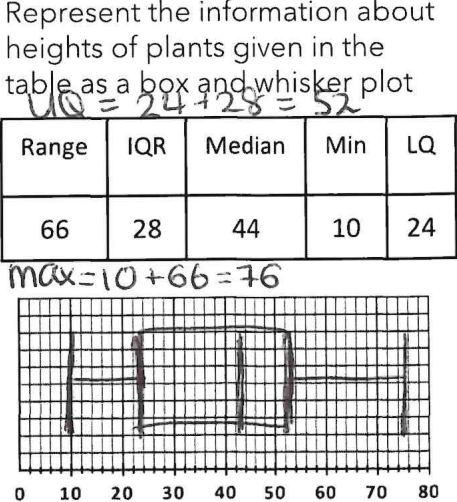 Represent the information about
heights of plants given in the
table as a box and whisker plot
UQ = 24+28 = 52
Range IQR Median Min LQ
66 28 44 10 24
max=10+66=76
0 10 20 30 40 50 60 70 80